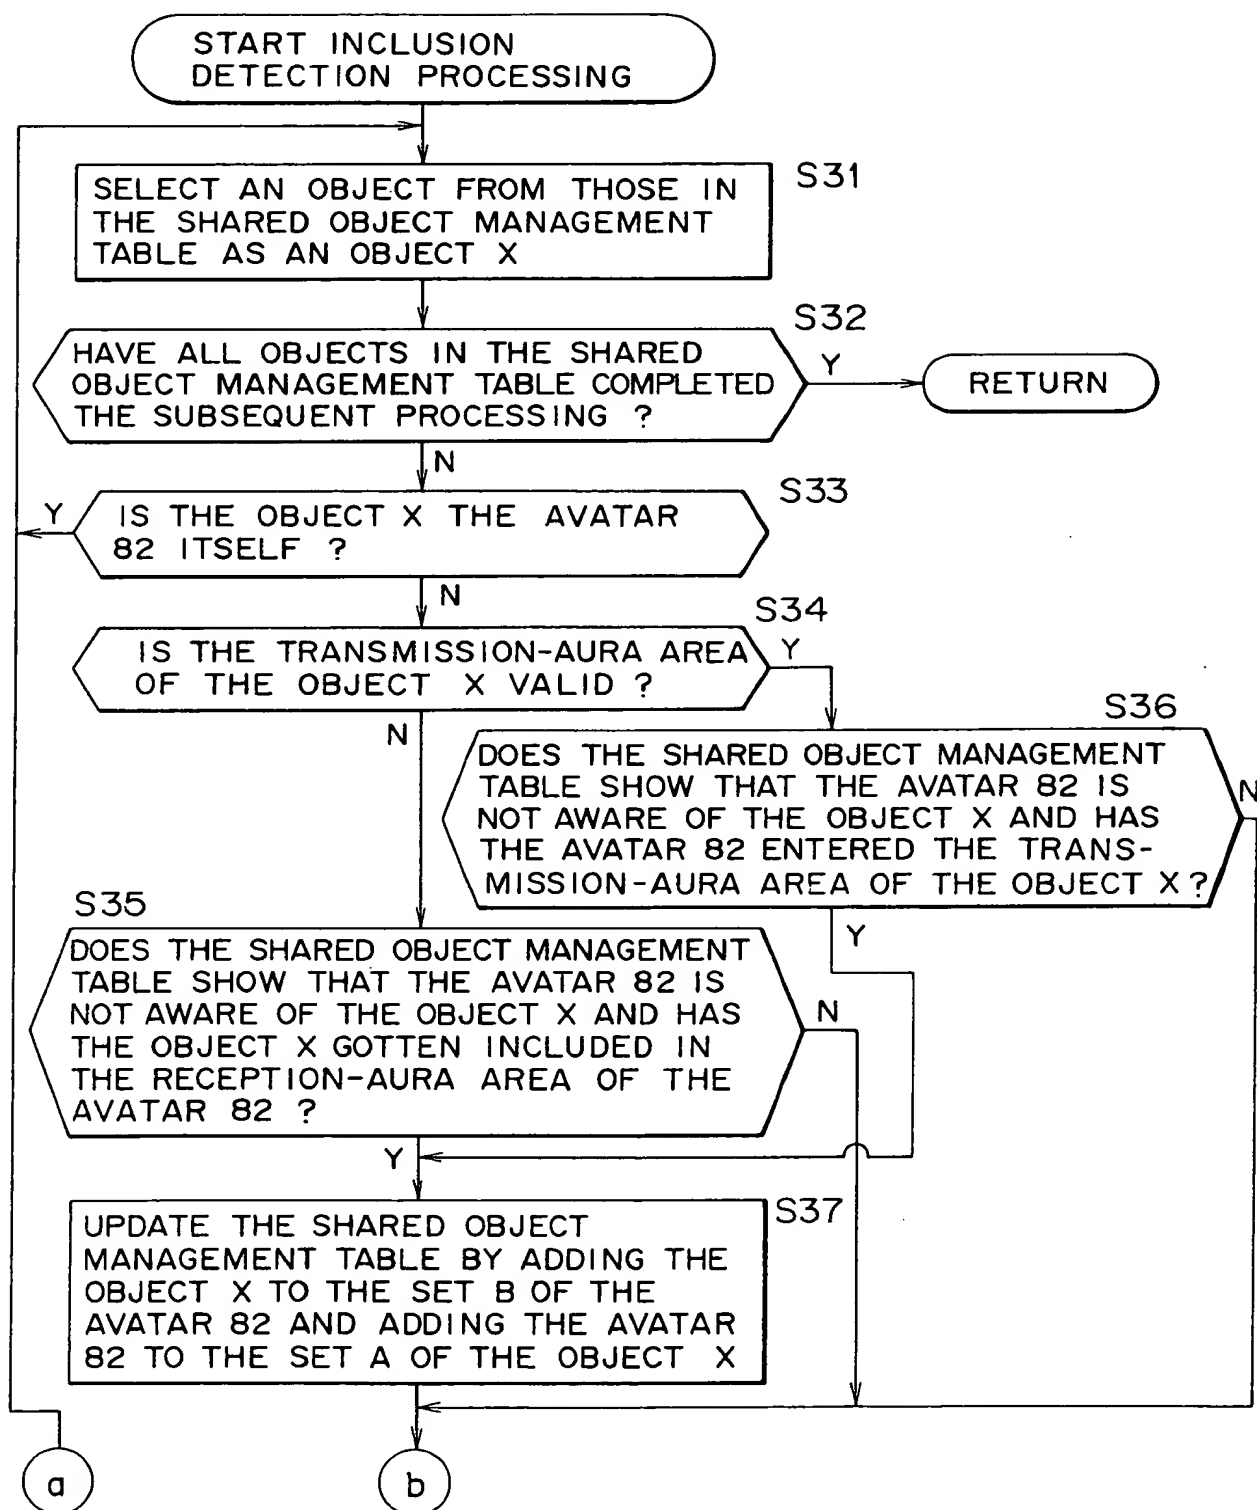 START INCLUSION
DETECTION PROCESSING
S31
SELECT AN OBJECT FROM THOSE IN
THE SHARED OBJECT MANAGEMENT
TABLE AS AN OBJECT X
S32
HAVE ALL OBJECTS IN THE SHARED
OBJECT MANAGEMENT TABLE COMPLETED
THE SUBSEQUENT PROCESSING ?
Y
RETURN
N
S33
Y
IS THE OBJECT X THE AVATAR
82 ITSELF ?
N
S34
IS THE TRANSMISSION-AURA AREA
OF THE OBJECT X VALID ?
Y
N
S36
DOES THE SHARED OBJECT MANAGEMENT
TABLE SHOW THAT THE AVATAR 82 IS
NOT AWARE OF THE OBJECT X AND HAS
THE AVATAR 82 ENTERED THE TRANS-
MISSION-AURA AREA OF THE OBJECT X ?
N
Y
S35
DOES THE SHARED OBJECT MANAGEMENT
TABLE SHOW THAT THE AVATAR 82 IS
NOT AWARE OF THE OBJECT X AND HAS
THE OBJECT X GOTTEN INCLUDED IN
THE RECEPTION-AURA AREA OF THE
AVATAR 82 ?
N
Y
S37
UPDATE THE SHARED OBJECT
MANAGEMENT TABLE BY ADDING THE
OBJECT X TO THE SET B OF THE
AVATAR 82 AND ADDING THE AVATAR
82 TO THE SET A OF THE OBJECT X
a
b